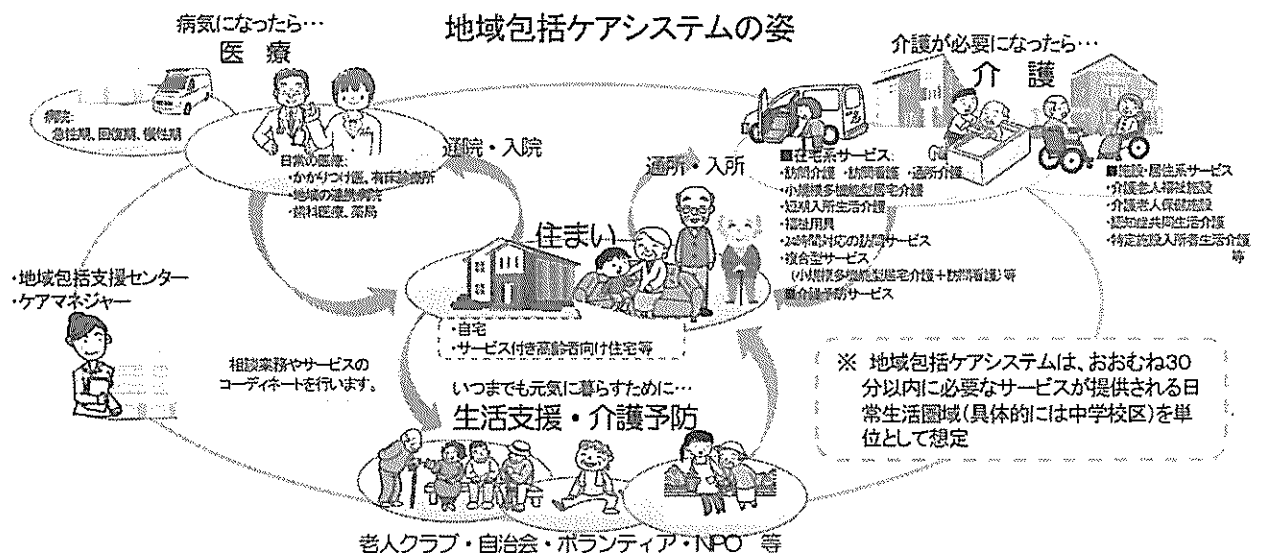 地域包括ケアシステムの姿
病気になったら…
医 療
病院:
急性期、回復期、慢性期
日常の医療:
・かかりつけ医、有床診療所
・地域の連携病院
・歯科医療、薬局
通院・入院
介護が必要になったら…
介 護
通所・入所
■在宅系サービス:
・訪問介護 ・訪問看護 ・通所介護
・小規模多機能型居宅介護
・短期入所生活介護
・福祉用具
・24時間対応の訪問サービス
・複合型サービス
(小規模多機能型居宅介護+訪問看護)等
■介護予防サービス
■施設・居住系サービス
・介護老人福祉施設
・介護老人保健施設
・認知症共同生活介護
・特定施設入所者生活介護
等
住まい
・自宅
・サービス付き高齢者向け住宅等
・地域包括支援センター
・ケアマネジャー
相談業務やサービスの
コーディネートを行います。
いつまでも元気に暮らすために…
生活支援・介護予防
老人クラブ・自治会・ボランティア・NPO 等
※ 地域包括ケアシステムは、おおむね30
分以内に必要なサービスが提供される日
常生活圏域(具体的には中学校区)を単
位として想定